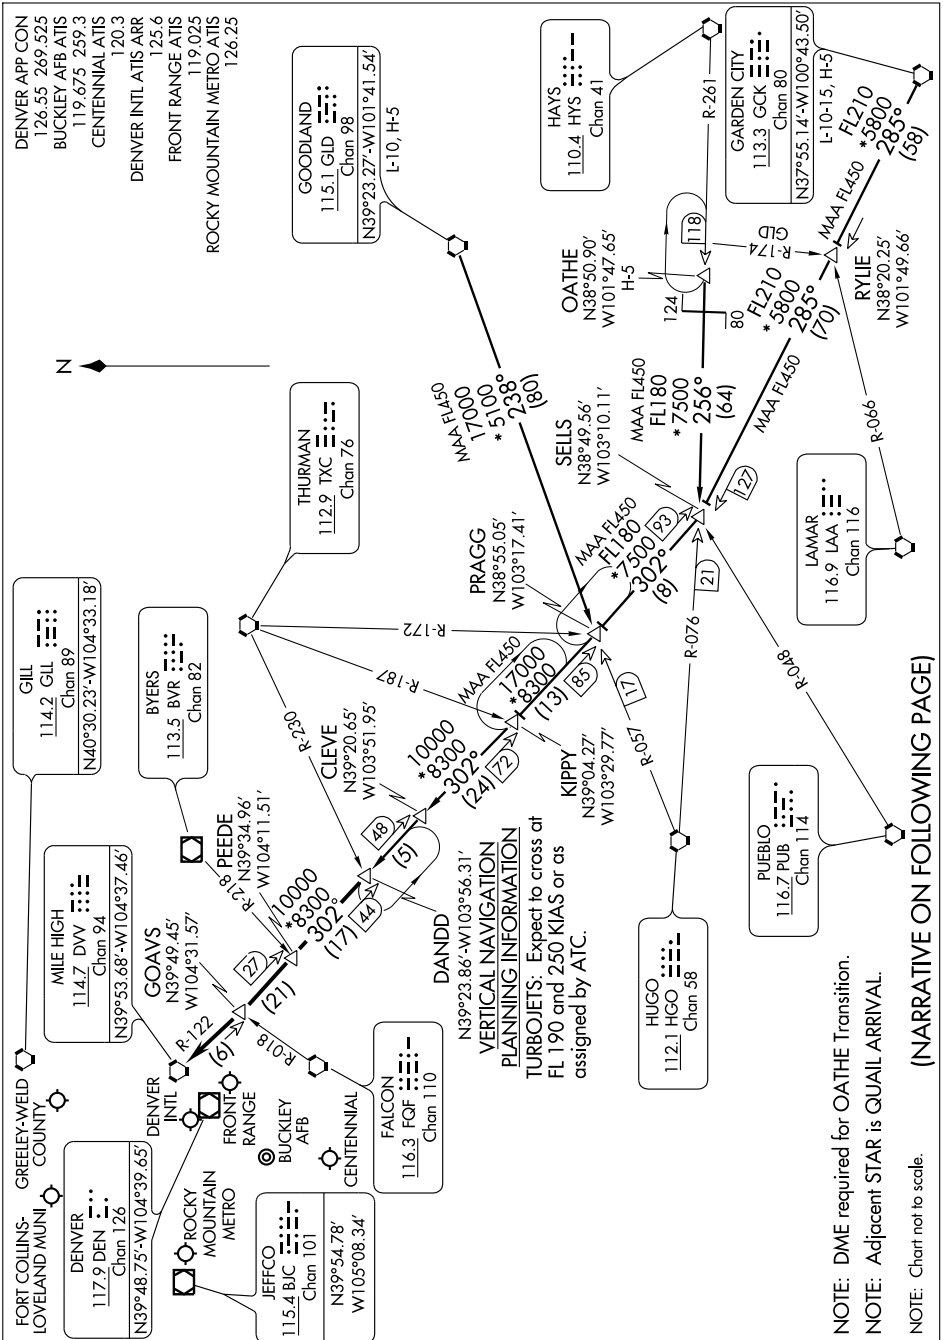 DENVER APP CON
126.55 269.525
BUCKLEY AFB ATIS
119.675 259.3
CENTENNIAL ATIS
120.3
DENVER INTL ATIS ARR
125.6
FRONT RANGE ATIS
119.025
ROCKY MOUNTAIN METRO ATIS
126.25
N
GOODLAND
115.1 GLD
Chan 98
N39°23.27'-W101°41.54'
L-10, H-5
HAYS
110.4 HYS
Chan 41
R-261
GARDEN CITY
113.3 GCK
Chan 80
N37°55.14'-W100°43.50'
L-10-15, H-5
MAA FL450
FL210
*5800
285°
(58)
RYLIE
N38°20.25'
W101°49.66'
R-174
GLD
118
OATHE
N38°50.90'
W101°47.65'
H-5
124
80
MAA FL450
FL180
*7500
256°
(64)
FL210
*5800
285°
(70)
MAA FL450
R-066
LAMAR
116.9 LAA
Chan 116
MAA FL450
17000
*5100
238°
(80)
SELLS
N38°49.56'
W103°10.11'
127
93
21
MAA FL450
FL180
*7500
302°
(8)
PRAGG
N38°55.05'
W103°17.41'
THURMAN
112.9 TXC
Chan 76
R-172
R-187
R-230
MAA FL450
17000
*8300
(13)
85
17
R-057
R-076
R-048
KIPPY
N39°04.27'
W103°29.77'
72
10000
*8300
302°
(24)
CLEVE
N39°20.65'
W103°51.95'
48
(5)
DANDD
N39°23.86'-W103°56.31'
44
10000
*8300
302°
(17)
BYERS
113.5 BVR
Chan 82
R-218
PEEDE
N39°34.96'
W104°11.51'
27
(21)
GOAVS
N39°49.45'
W104°31.57'
R-122
(6)
R-018
GILL
114.2 GLL
Chan 89
N40°30.23'-W104°33.18'
MILE HIGH
114.7 DVV
Chan 94
N39°53.68'-W104°37.46'
FALCON
116.3 FQF
Chan 110
FORT COLLINS-
LOVELAND MUNI
GREELEY-WELD
COUNTY
DENVER
INTL
FRONT
RANGE
BUCKLEY
AFB
CENTENNIAL
ROCKY
MOUNTAIN
METRO
DENVER
117.9 DEN
Chan 126
N39°48.75'-W104°39.65'
JEFFCO
115.4 BJC
Chan 101
N39°54.78'
W105°08.34'
VERTICAL NAVIGATION
PLANNING INFORMATION
TURBOJETS: Expect to cross at
FL 190 and 250 KIAS or as
assigned by ATC.
HUGO
112.1 HGO
Chan 58
PUEBLO
116.7 PUB
Chan 114
NOTE: DME required for OATHE Transition.
NOTE: Adjacent STAR is QUAIL ARRIVAL.
NOTE: Chart not to scale.
(NARRATIVE ON FOLLOWING PAGE)